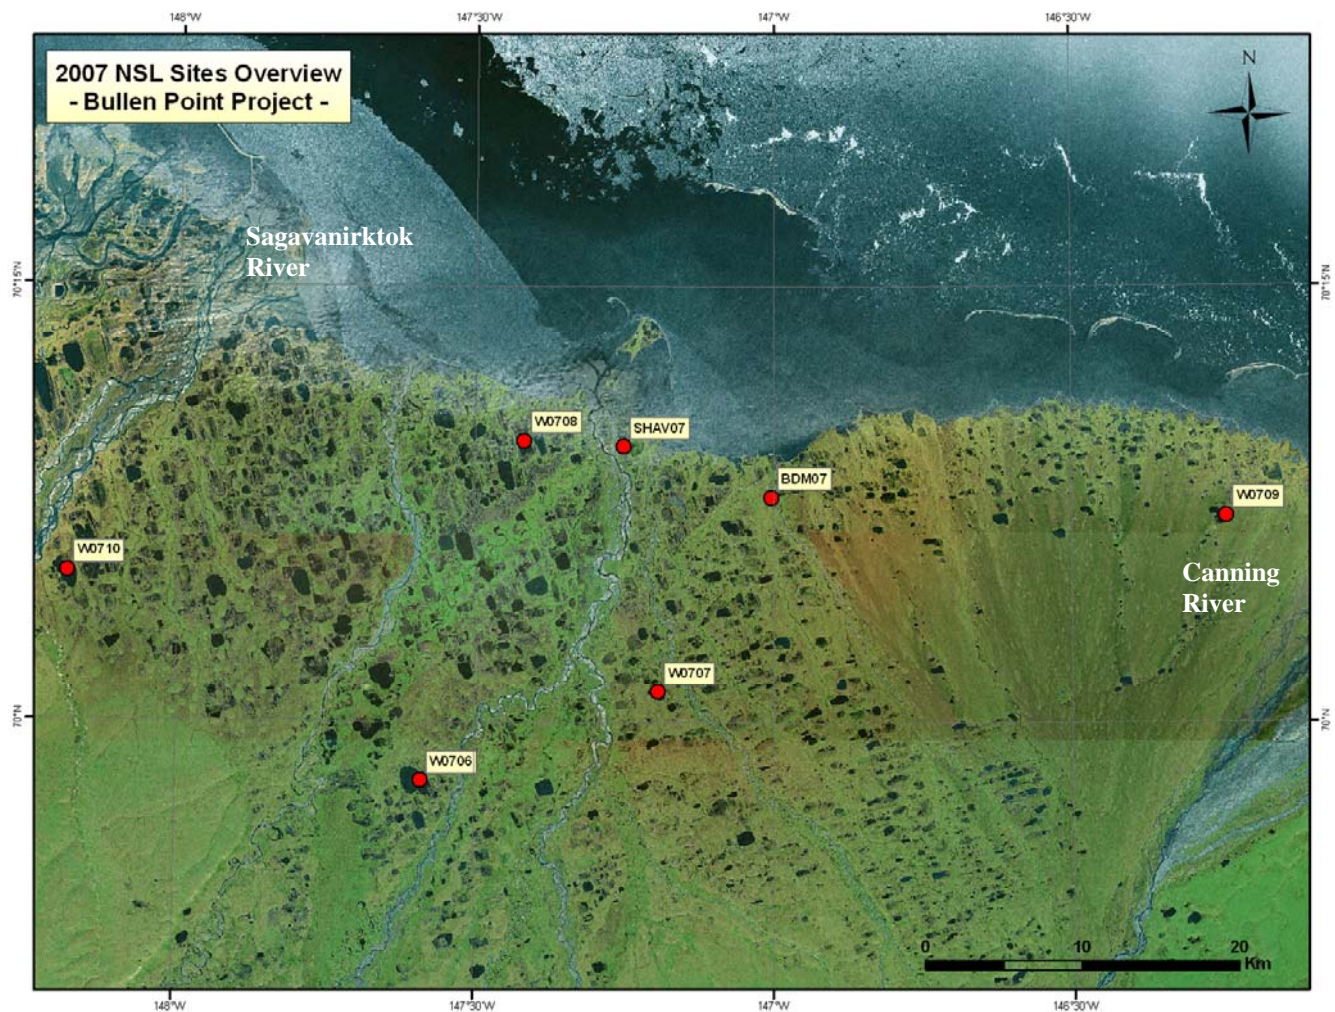 148°W 147°30'W 147°W 146°30'W
2007 NSL Sites Overview
- Bullen Point Project -
N
Sagavanirktok
River
70°15'N 70°15'N
W0708
SHAV07
BDM07
W0709
W0710
Canning
River
W0707
70°N 70°N
W0706
0 10 20
Km
148°W 147°30'W 147°W 146°30'W